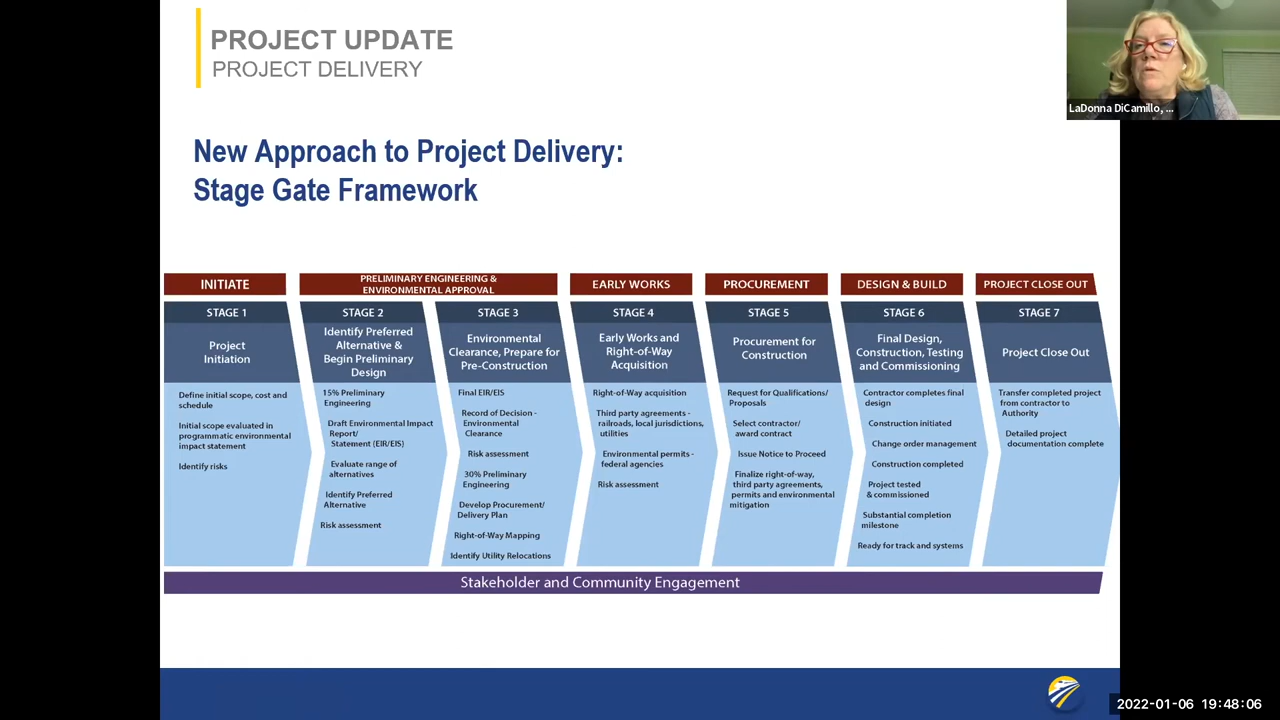 PROJECT UPDATE
PROJECT DELIVERY
LaDonna DiCamillo, ...
New Approach to Project Delivery:
Stage Gate Framework
INITIATE
STAGE 1
Project
Initiation
Define initial scope, cost and
schedule
Initial scope evaluated in
programmatic environmental
impact statement
Identify risks
PRELIMINARY ENGINEERING &
ENVIRONMENTAL APPROVAL
STAGE 2
Identify Preferred
Alternative &
Begin Preliminary
Design
15% Preliminary
Engineering
Draft Environmental Impact
Report/
Statement (EIR/EIS)
Evaluate range of
alternatives
Identify Preferred
Alternative
Risk assessment
STAGE 3
Environmental
Clearance, Prepare for
Pre-Construction
Final EIR/EIS
Record of Decision -
Environmental
Clearance
Risk assessment
30% Preliminary
Engineering
Develop Procurement/
Delivery Plan
Right-of-Way Mapping
Identify Utility Relocations
EARLY WORKS
STAGE 4
Early Works and
Right-of-Way
Acquisition
Right-of-Way acquisition
Third party agreements -
railroads, local jurisdictions,
utilities
Environmental permits -
federal agencies
Risk assessment
PROCUREMENT
STAGE 5
Procurement for
Construction
Request for Qualifications/
Proposals
Select contractor/
award contract
Issue Notice to Proceed
Finalize right-of-way,
third party agreements,
permits and environmental
mitigation
DESIGN & BUILD
STAGE 6
Final Design,
Construction, Testing
and Commissioning
Contractor completes final
design
Construction initiated
Change order management
Construction completed
Project tested
& commissioned
Substantial completion
milestone
Ready for track and systems
PROJECT CLOSE OUT
STAGE 7
Project Close Out
Transfer completed project
from contractor to
Authority
Detailed project
documentation complete
Stakeholder and Community Engagement
2022-01-06 19:48:06